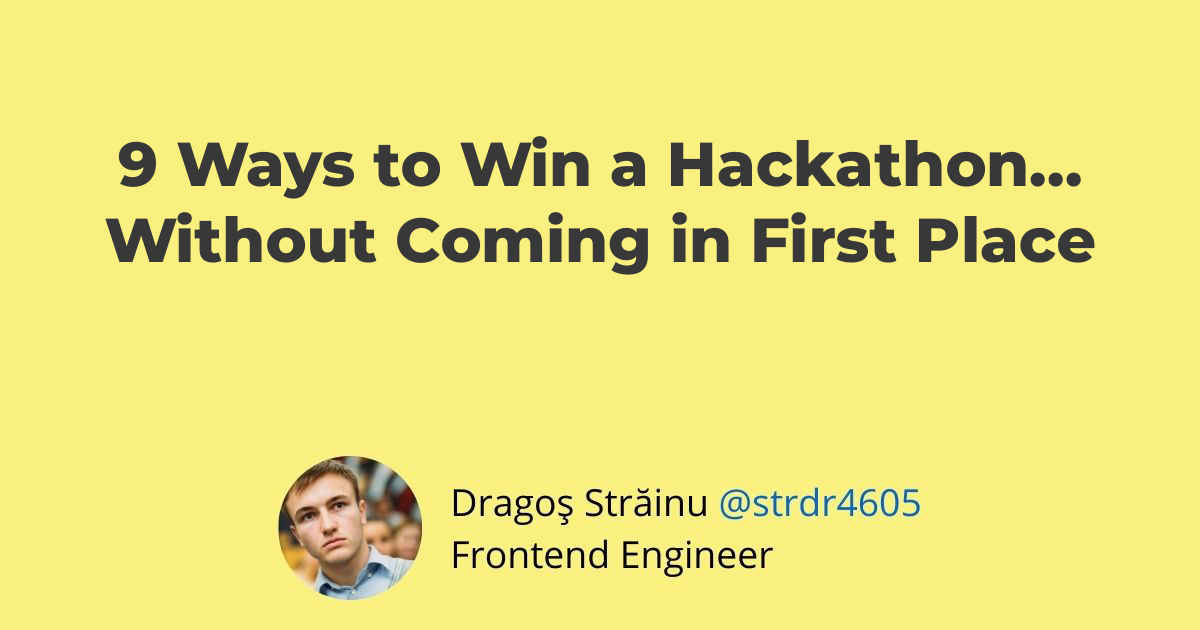 9 Ways to Win a Hackathon...
Without Coming in First Place
Dragoş Străinu @strdr4605
Frontend Engineer